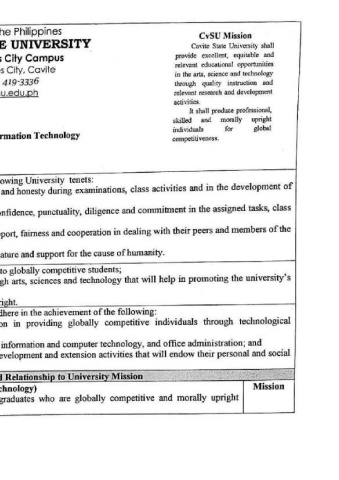 he Philippines
E UNIVERSITY
s City Campus
s City, Cavite
419-3336
u.edu.ph
rmation Technology
CvSU Mission
Cavite State University shall
provide excellent, equitable and
relevant educational opportunities
in the arts, science and technology
through quality instruction and
relevant research and development
activities.
It shall produce professional,
skilled and morally upright
individuals for global
competitiveness.
owing University tenets:
and honesty during examinations, class activities and in the development of
onfidence, punctuality, diligence and commitment in the assigned tasks, class
pport, fairness and cooperation in dealing with their peers and members of the
ature and support for the cause of humanity.
to globally competitive students;
gh arts, sciences and technology that will help in promoting the university's
right.
dhere in the achievement of the following:
on in providing globally competitive individuals through technological
information and computer technology, and office administration; and
evelopment and extension activities that will endow their personal and social
d Relationship to University Mission
chnology)
Mission
graduates who are globally competitive and morally upright